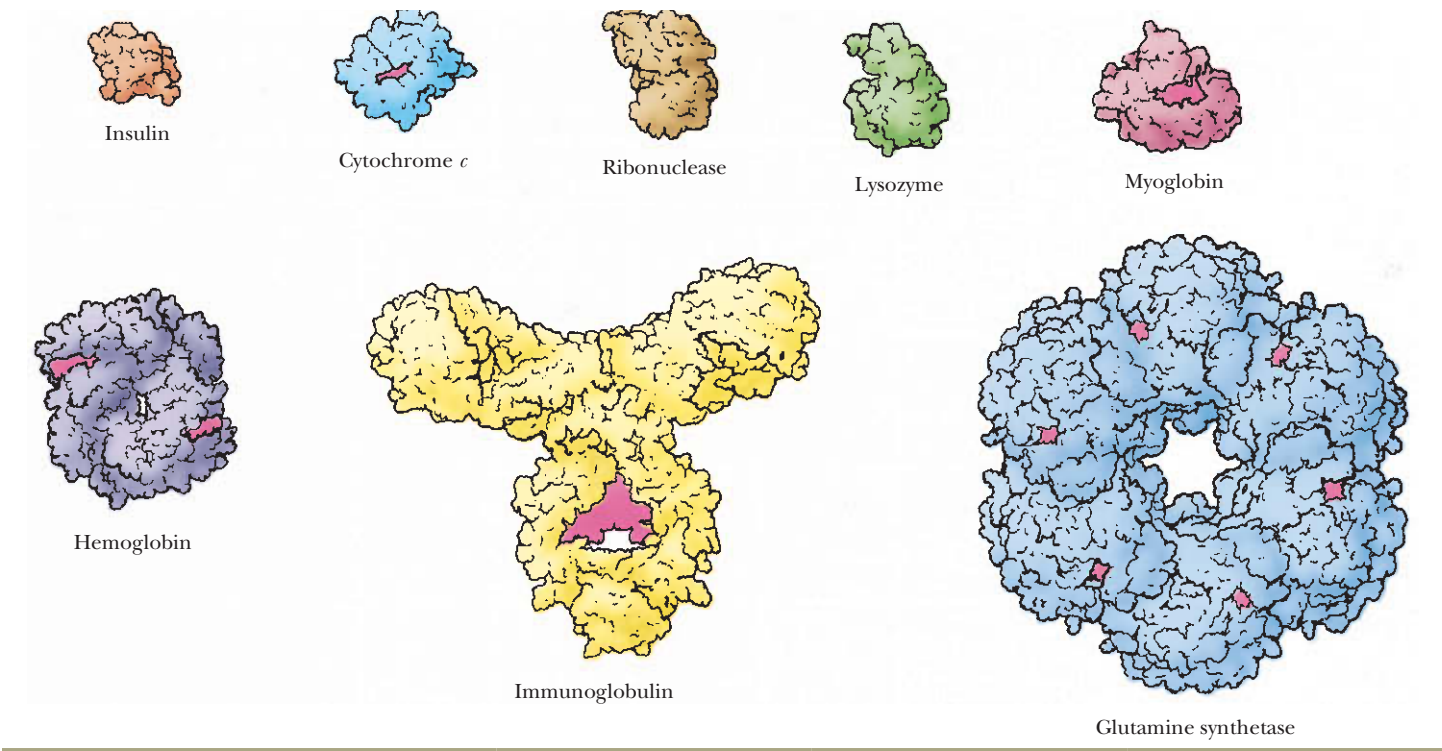 Insulin
Cytochrome c
Ribonuclease
Lysozyme
Myoglobin
Hemoglobin
Immunoglobulin
Glutamine synthetase